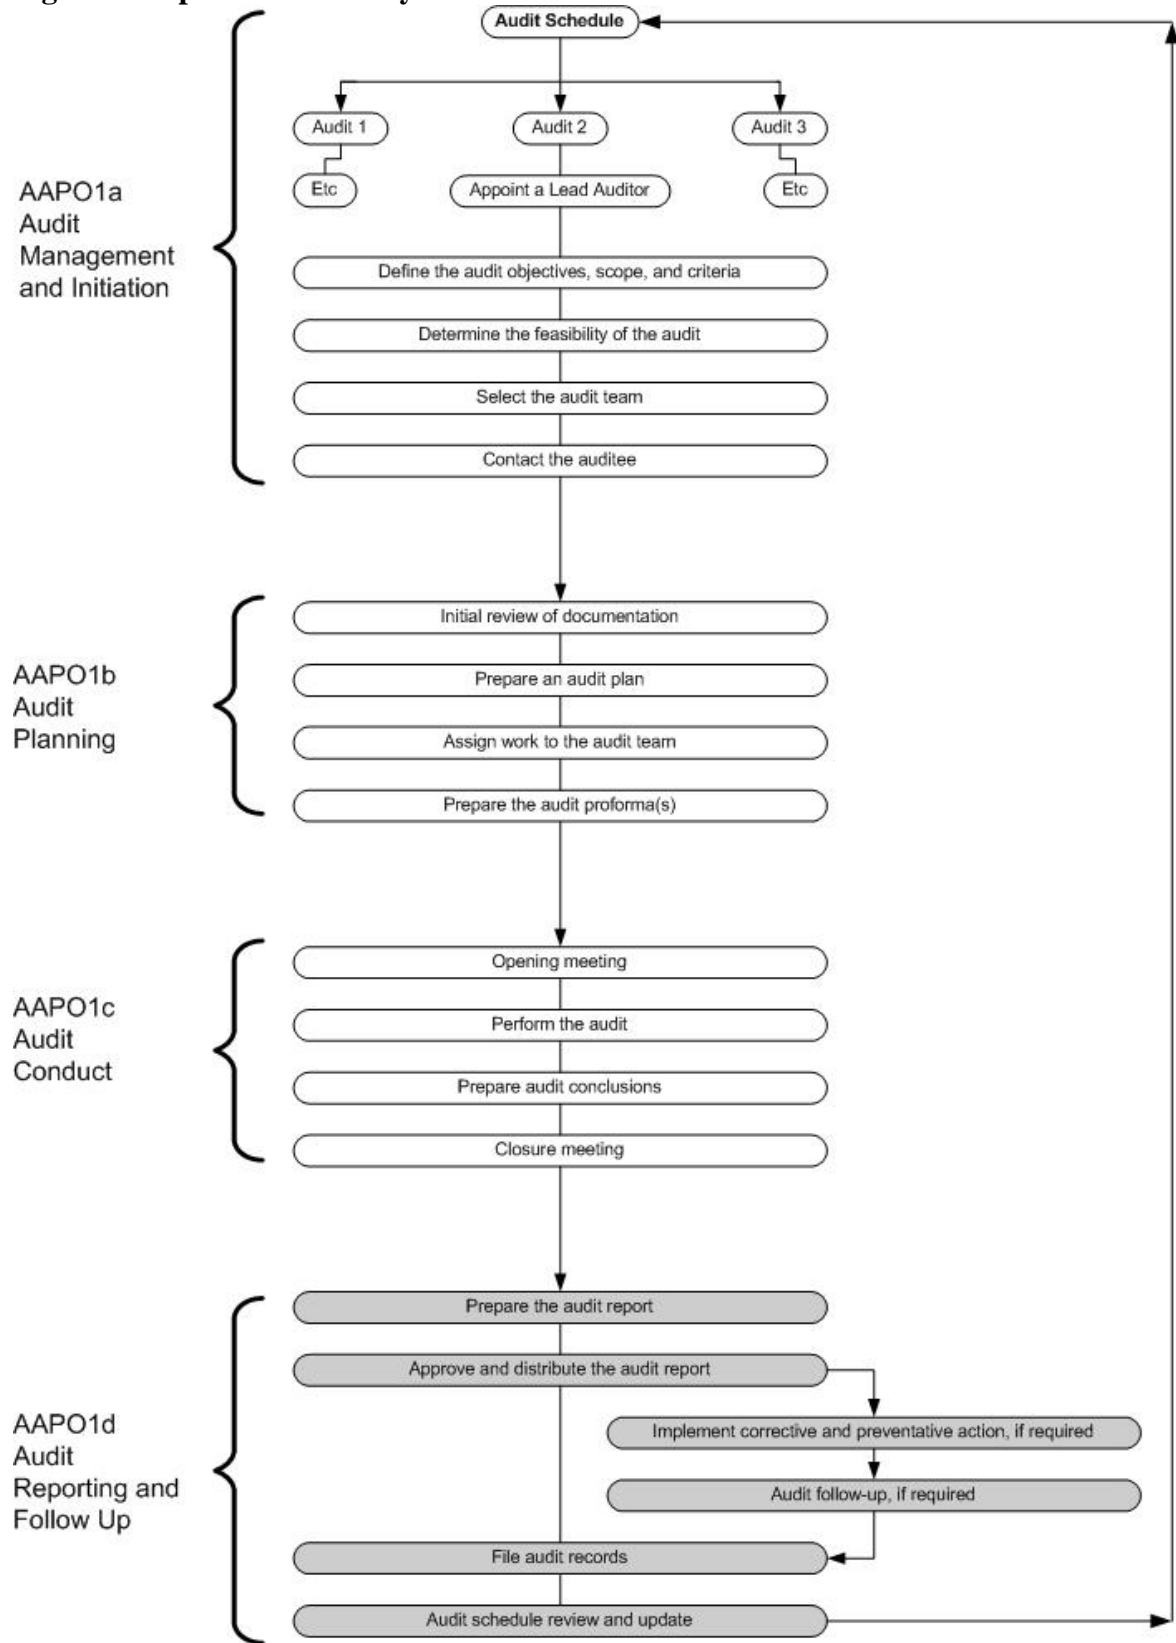 Audit Schedule
Audit 1
Audit 2
Audit 3
Etc
Appoint a Lead Auditor
Etc
AAPO1a
Audit
Management
and Initiation
Define the audit objectives, scope, and criteria
Determine the feasibility of the audit
Select the audit team
Contact the auditee
AAPO1b
Audit
Planning
Initial review of documentation
Prepare an audit plan
Assign work to the audit team
Prepare the audit proforma(s)
AAPO1c
Audit
Conduct
Opening meeting
Perform the audit
Prepare audit conclusions
Closure meeting
AAPO1d
Audit
Reporting and
Follow Up
Prepare the audit report
Approve and distribute the audit report
Implement corrective and preventative action, if required
Audit follow-up, if required
File audit records
Audit schedule review and update